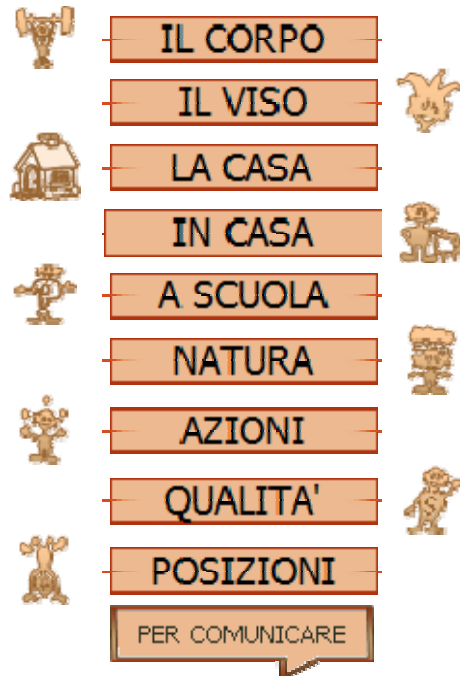 IL CORPO
IL VISO
LA CASA
IN CASA
A SCUOLA
NATURA
AZIONI
QUALITA'
POSIZIONI
PER COMUNICARE